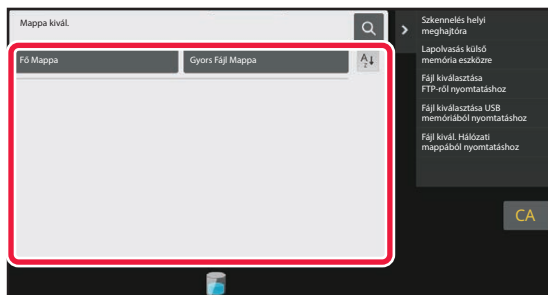 Mappa kivál.
Fő Mappa
Gyors Fájl Mappa
A
Z
Szkennelés helyi
meghajtóra
Lapolvasás külső
memória eszközre
Fájl kiválasztása
FTP-ről nyomtatáshoz
Fájl kiválasztása USB
memóriából nyomtatáshoz
Fájl kivál. Hálózati
mappából nyomtatáshoz
CA